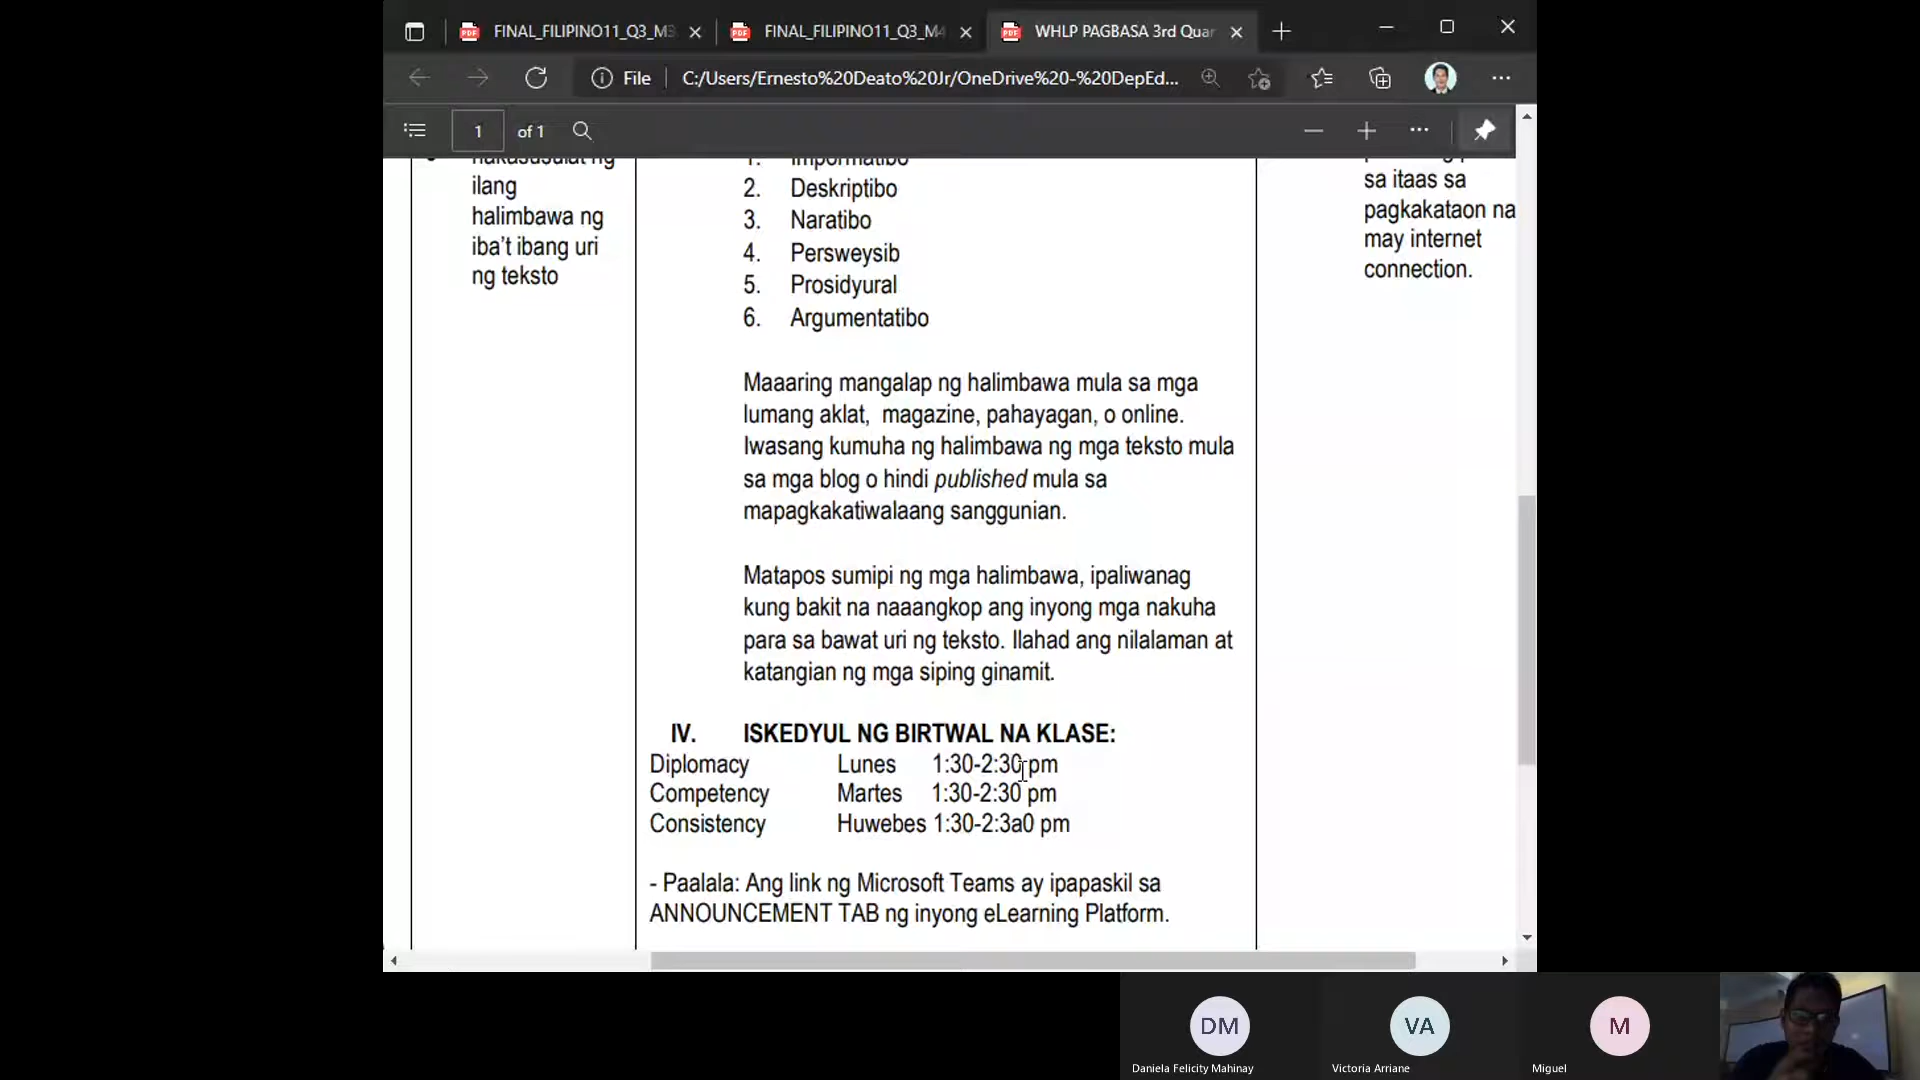 FINAL_FILIPINO11_Q3_M3
FINAL_FILIPINO11_Q3_M4
WHLP PAGBASA 3rd Quar
File
C:/Users/Ernesto%20Deato%20Jr/OneDrive%20-%20DepEd...
1
of 1
nakasusulat ng
ilang
halimbawa ng
iba't ibang uri
ng teksto
1. Impormatibo
2. Deskriptibo
3. Naratibo
4. Persweysib
5. Prosidyural
6. Argumentatibo
Maaaring mangalap ng halimbawa mula sa mga
lumang aklat, magazine, pahayagan, o online.
Iwasang kumuha ng halimbawa ng mga teksto mula
sa mga blog o hindi published mula sa
mapagkakatiwalaang sanggunian.
Matapos sumipi ng mga halimbawa, ipaliwanag
kung bakit na naaangkop ang inyong mga nakuha
para sa bawat uri ng teksto. Ilahad ang nilalaman at
katangian ng mga siping ginamit.
IV. ISKEDYUL NG BIRTWAL NA KLASE:
Diplomacy Lunes 1:30-2:30 pm
Competency Martes 1:30-2:30 pm
Consistency Huwebes 1:30-2:3a0 pm
- Paalala: Ang link ng Microsoft Teams ay ipapaskil sa
ANNOUNCEMENT TAB ng inyong eLearning Platform.
sa itaas sa
pagkakataon na
may internet
connection.
DM
Daniela Felicity Mahinay
VA
Victoria Arriane
M
Miguel